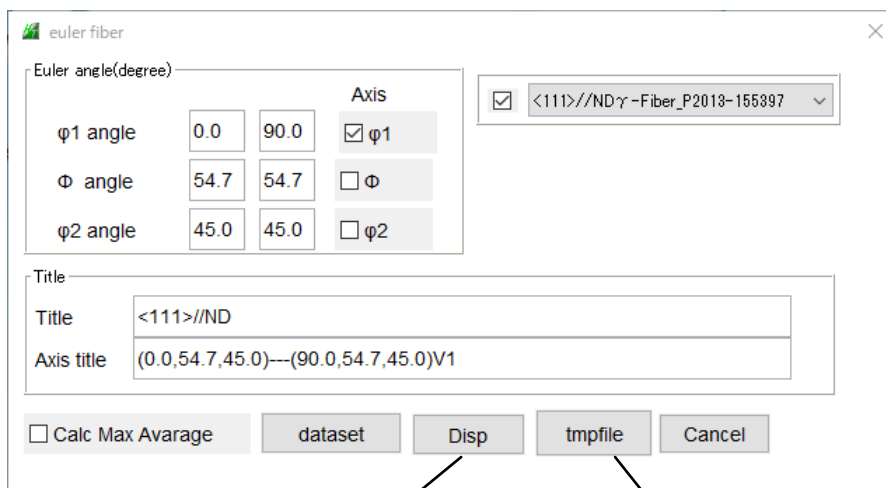 euler fiber
Euler angle(degree)
Axis
φ1 angle 0.0 90.0 φ1
Φ angle 54.7 54.7 Φ
φ2 angle 45.0 45.0 φ2
<111>//NDγ-Fiber_P2013-155397
Title
Title <111>//ND
Axis title (0.0,54.7,45.0)---(90.0,54.7,45.0)V1
Calc Max Avarage dataset Disp tmpfile Cancel